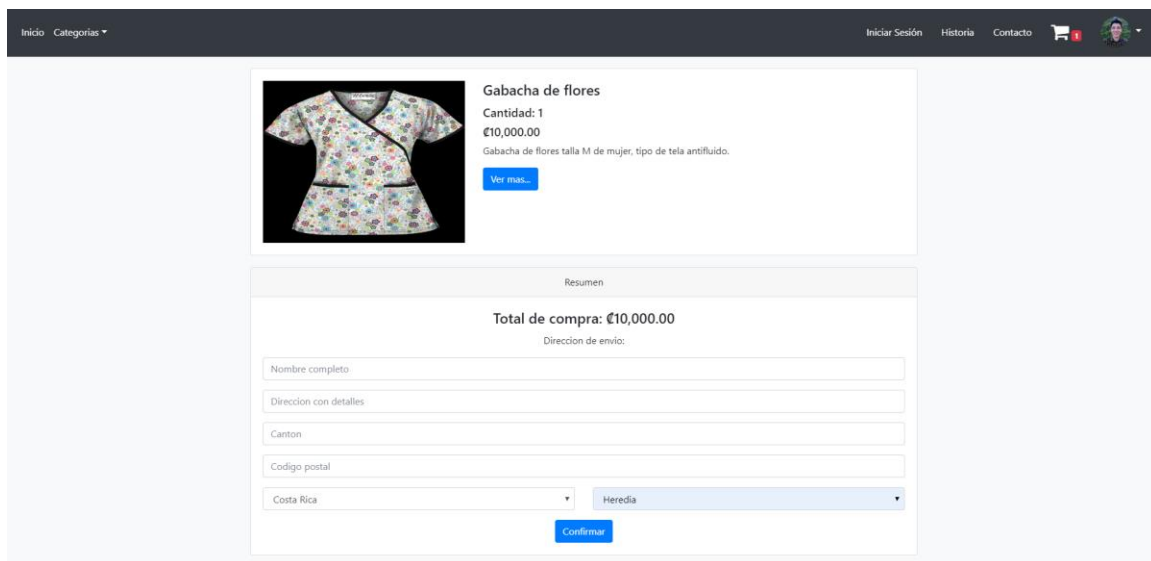 Inicio Categorias
Iniciar Sesión Historia Contacto 1
Gabacha de flores
Cantidad: 1
₡10,000.00
Gabacha de flores talla M de mujer, tipo de tela antifluido.
Ver mas...
Resumen
Total de compra: ₡10,000.00
Direccion de envio:
Nombre completo
Direccion con detalles
Canton
Codigo postal
Costa Rica Heredia
Confirmar